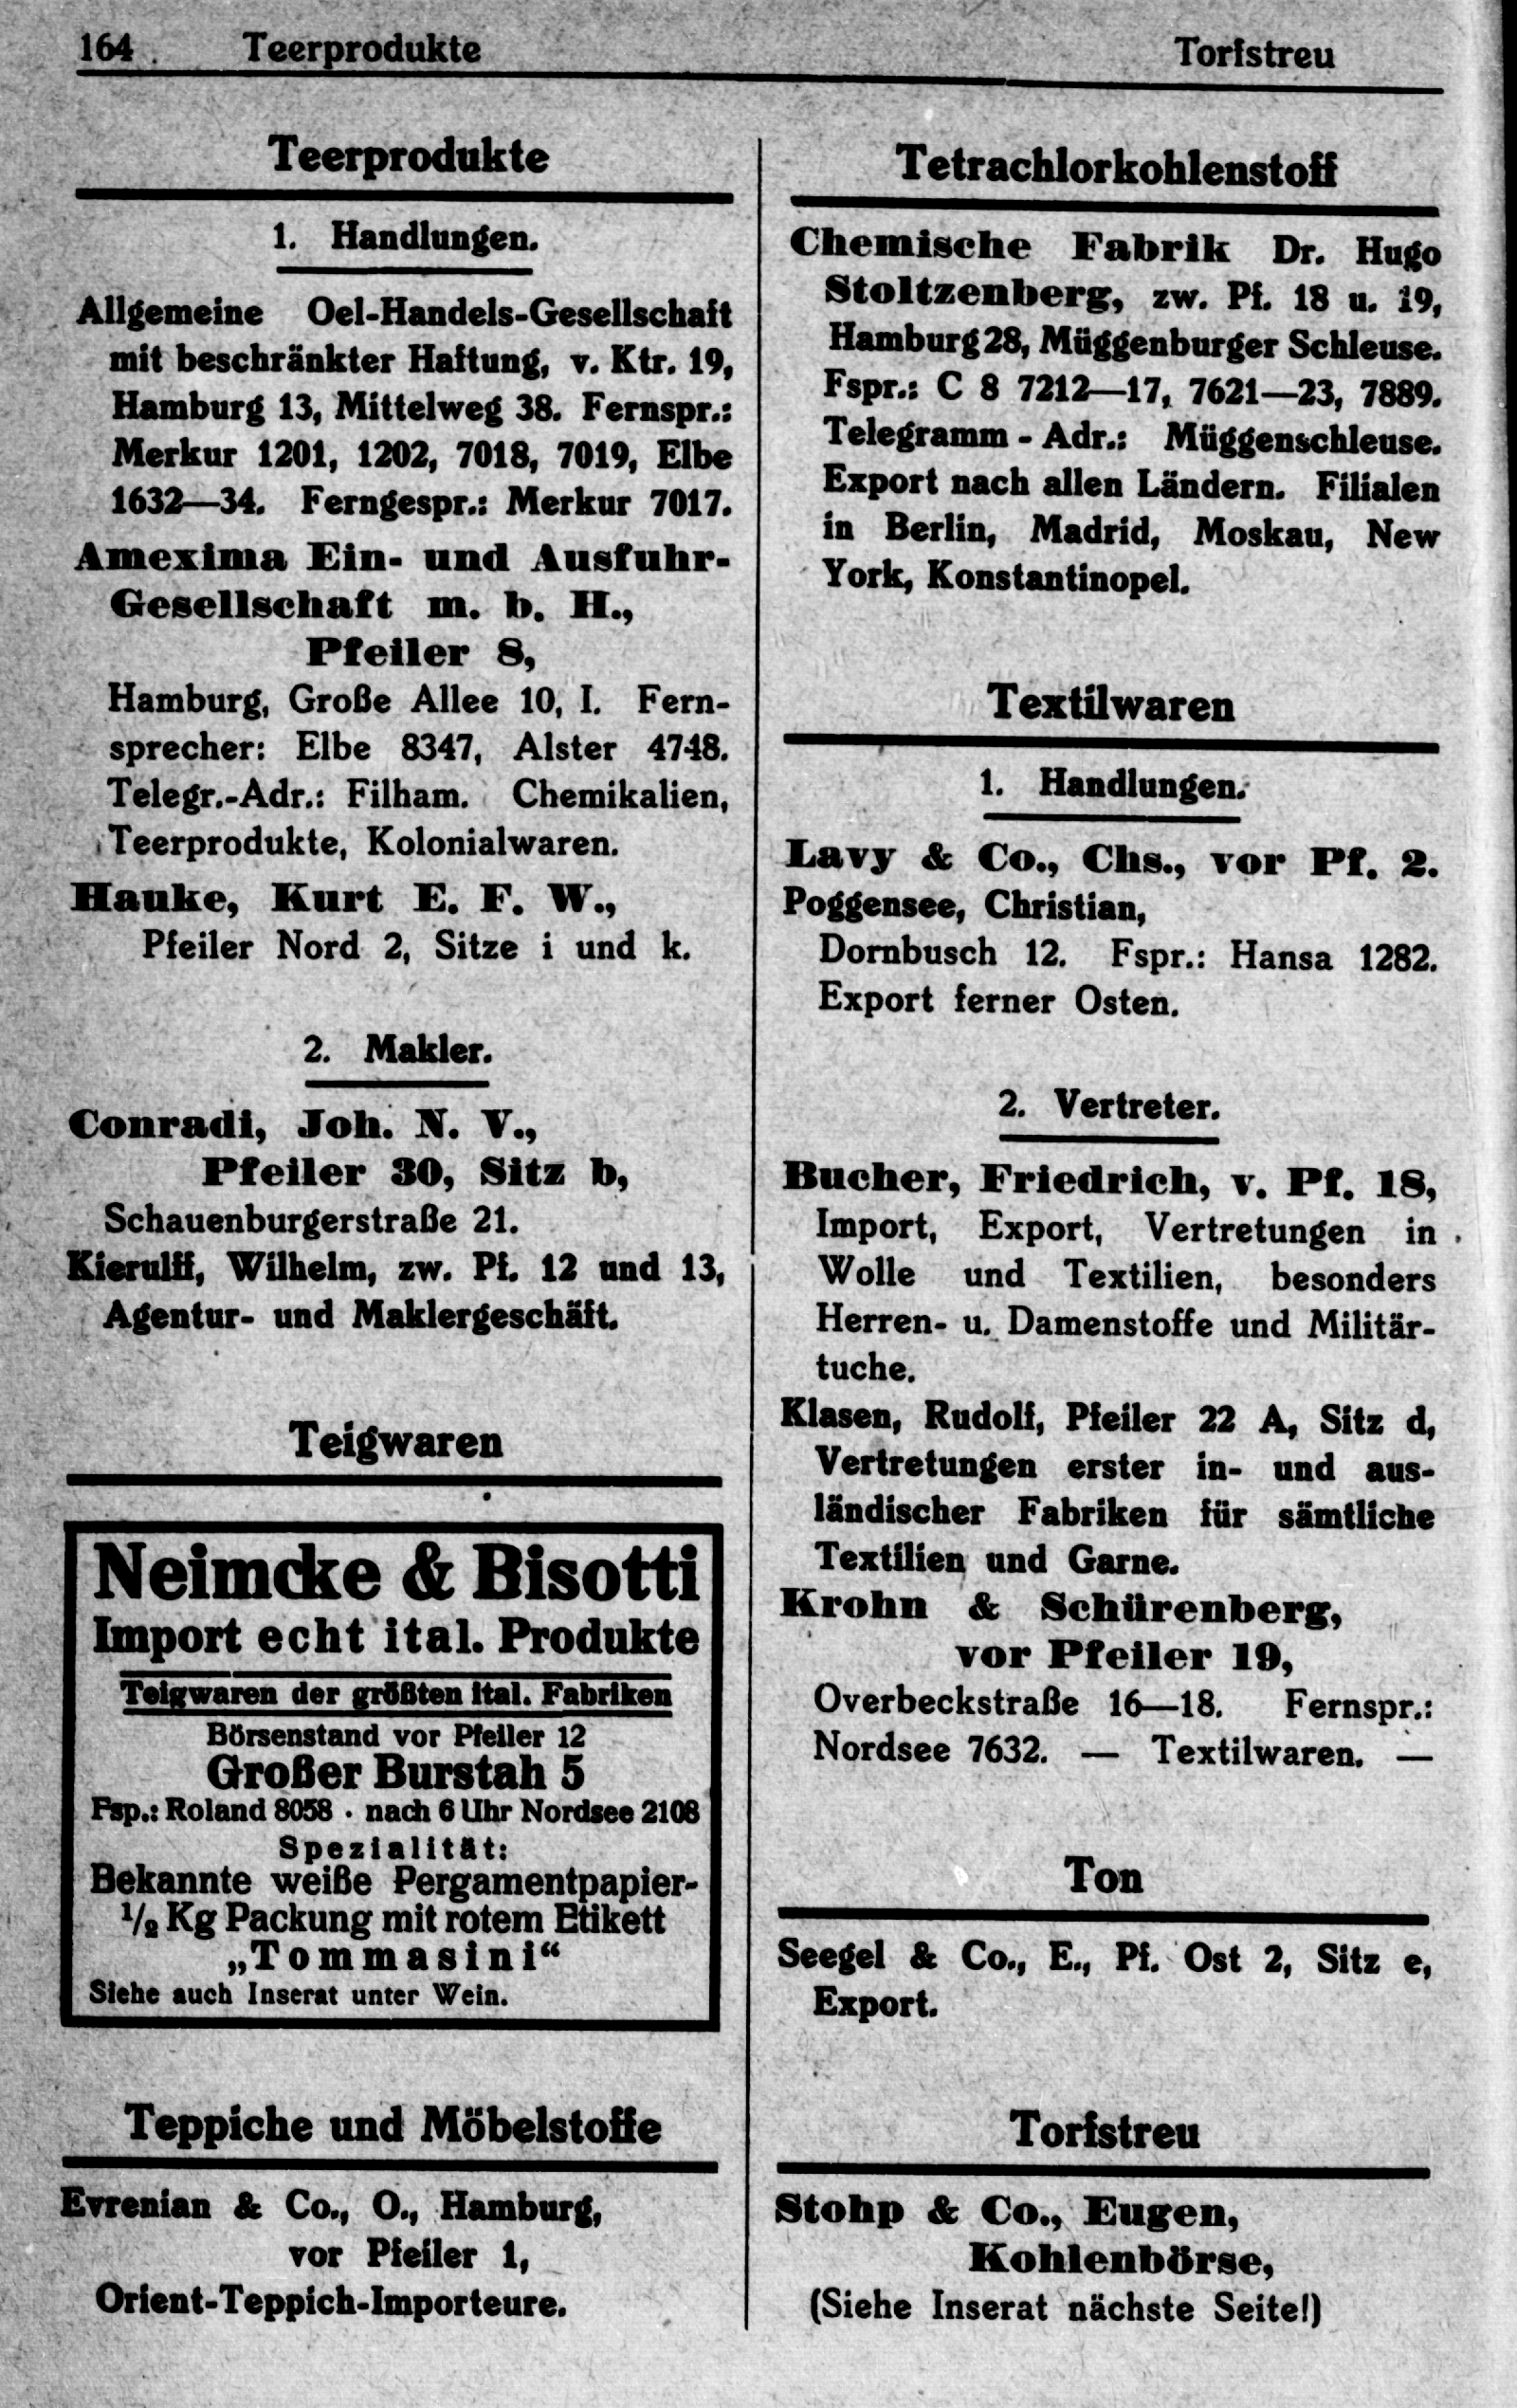 164 Teerprodukte Torfstreu
Teerprodukte
1. Handlungen.
Allgemeine Oel-Handels-Gesellschaft
mit beschränkter Haftung, v. Ktr. 19,
Hamburg 13, Mittelweg 38. Fernspr.:
Merkur 1201, 1202, 7018, 7019, Elbe
1632—34. Ferngespr.: Merkur 7017.
Amexima Ein- und Ausfuhr-
Gesellschaft m. b. H.,
Pfeiler 8,
Hamburg, Große Allee 10, I. Fern-
sprecher: Elbe 8347, Alster 4748.
Telegr.-Adr.: Filham. Chemikalien,
Teerprodukte, Kolonialwaren.
Hauke, Kurt E. F. W.,
Pfeiler Nord 2, Sitze i und k.
2. Makler.
Conradi, Joh. N. V.,
Pfeiler 30, Sitz b,
Schauenburgerstraße 21.
Kierulff, Wilhelm, zw. Pf. 12 und 13,
Agentur- und Maklergeschäft.
Teigwaren
Neimcke & Bisotti
Import echt ital. Produkte
Teigwaren der größten ital. Fabriken
Börsenstand vor Pfeiler 12
Großer Burstah 5
Fsp.: Roland 8058 · nach 6 Uhr Nordsee 2108
Spezialität:
Bekannte weiße Pergamentpapier-
1/2 Kg Packung mit rotem Etikett
„Tommasini“
Siehe auch Inserat unter Wein.
Teppiche und Möbelstoffe
Evrenian & Co., O., Hamburg,
vor Pfeiler 1,
Orient-Teppich-Importeure.
Tetrachlorkohlenstoff
Chemische Fabrik Dr. Hugo
Stoltzenberg, zw. Pf. 18 u. 19,
Hamburg 28, Müggenburger Schleuse.
Fspr.: C 8 7212—17, 7621—23, 7889.
Telegramm - Adr.: Müggenschleuse.
Export nach allen Ländern. Filialen
in Berlin, Madrid, Moskau, New
York, Konstantinopel.
Textilwaren
1. Handlungen.
Lavy & Co., Chs., vor Pf. 2.
Poggensee, Christian,
Dornbusch 12. Fspr.: Hansa 1282.
Export ferner Osten.
2. Vertreter.
Bucher, Friedrich, v. Pf. 18,
Import, Export, Vertretungen in
Wolle und Textilien, besonders
Herren- u. Damenstoffe und Militär-
tuche.
Klasen, Rudolf, Pfeiler 22 A, Sitz d,
Vertretungen erster in- und aus-
ländischer Fabriken für sämtliche
Textilien und Garne.
Krohn & Schürenberg,
vor Pfeiler 19,
Overbeckstraße 16—18. Fernspr.:
Nordsee 7632. — Textilwaren. —
Ton
Seegel & Co., E., Pf. Ost 2, Sitz e,
Export.
Torfstreu
Stohp & Co., Eugen,
Kohlenbörse,
(Siehe Inserat nächste Seite!)